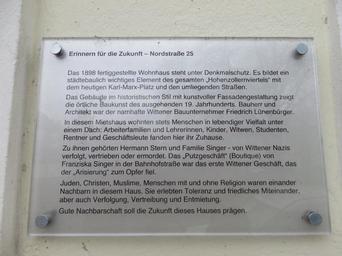 Erinnern für die Zukunft – Nordstraße 25
Das 1898 fertiggestellte Wohnhaus steht unter Denkmalschutz. Es bildet ein
städtebaulich wichtiges Element des gesamten „Hohenzollernviertels“ mit
dem heutigen Karl-Marx-Platz und den umliegenden Straßen.
Das Gebäude im historistischen Stil mit kunstvoller Fassadengestaltung zeigt
die örtliche Baukunst des ausgehenden 19. Jahrhunderts. Bauherr und
Architekt war der namhafte Wittener Bauunternehmer Friedrich Lünenbürger.
In diesem Mietshaus wohnten stets Menschen in lebendiger Vielfalt unter
einem Dach: Arbeiterfamilien und Lehrerinnen, Kinder, Witwen, Studenten,
Rentner und Geschäftsleute fanden hier ihr Zuhause.
Zu ihnen gehörten Hermann Stern und Familie Singer - von Wittener Nazis
verfolgt, vertrieben oder ermordet. Das „Putzgeschäft“ (Boutique) von
Franziska Singer in der Bahnhofstraße war das erste Wittener Geschäft, das
der „Arisierung“ zum Opfer fiel.
Juden, Christen, Muslime, Menschen mit und ohne Religion waren einander
Nachbarn in diesem Haus. Sie erlebten Toleranz und friedliches Miteinander,
aber auch Verfolgung, Vertreibung und Entmietung.
Gute Nachbarschaft soll die Zukunft dieses Hauses prägen.